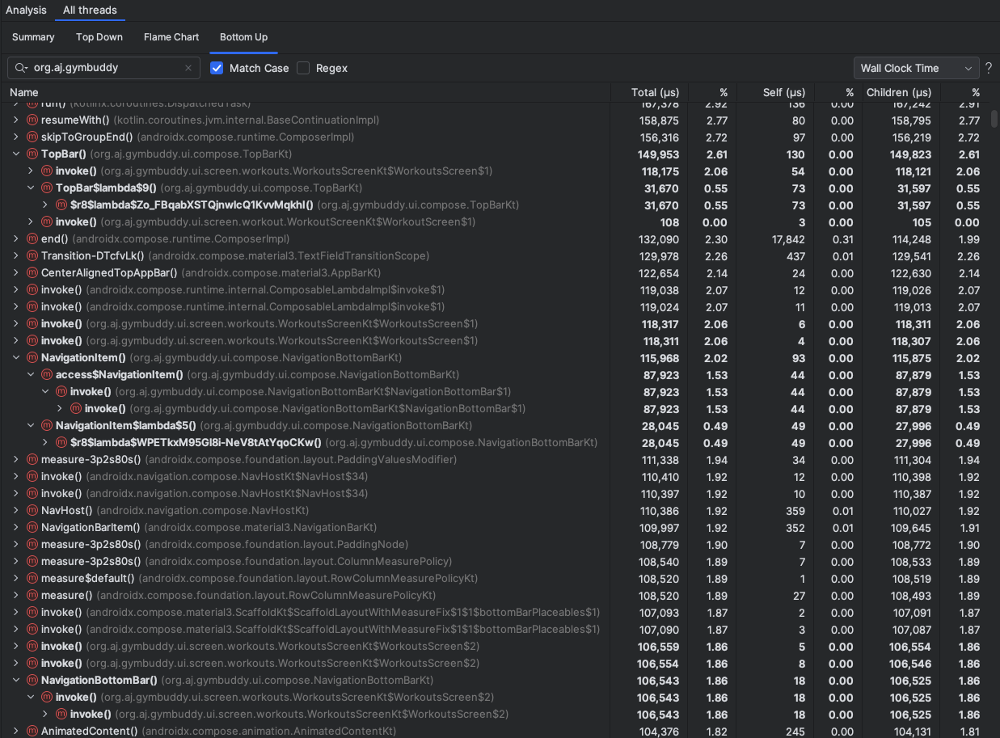 Analysis All threads
Summary Top Down Flame Chart Bottom Up
org.aj.gymbuddy × Match Case Regex Wall Clock Time ?
Name Total (μs) % Self (μs) % Children (μs) %
run() (kotlinx.coroutines.DispatchedTask) 167,378 2.92 136 0.00 167,242 2.91
resumeWith() (kotlin.coroutines.jvm.internal.BaseContinuationImpl) 158,875 2.77 80 0.00 158,795 2.77
skipToGroupEnd() (androidx.compose.runtime.ComposerImpl) 156,316 2.72 97 0.00 156,219 2.72
TopBar() (org.aj.gymbuddy.ui.compose.TopBarKt) 149,953 2.61 130 0.00 149,823 2.61
invoke() (org.aj.gymbuddy.ui.screen.workouts.WorkoutsScreenKt$WorkoutsScreen$1) 118,175 2.06 54 0.00 118,121 2.06
TopBar$lambda$9() (org.aj.gymbuddy.ui.compose.TopBarKt) 31,670 0.55 73 0.00 31,597 0.55
(org.aj.gymbuddy.ui.compose.TopBarKt) 31,670 0.55 73 0.00 31,597 0.55
invoke() (org.aj.gymbuddy.ui.screen.workout.WorkoutScreenKt$WorkoutScreen$1) 108 0.00 3 0.00 105 0.00
end() (androidx.compose.runtime.ComposerImpl) 132,090 2.30 17,842 0.31 114,248 1.99
Transition-DTcfvLk() (androidx.compose.material3.TextFieldTransitionScope) 129,978 2.26 437 0.01 129,541 2.26
CenterAlignedTopAppBar() (androidx.compose.material3.AppBarKt) 122,654 2.14 24 0.00 122,630 2.14
invoke() (androidx.compose.runtime.internal.ComposableLambdaImpl$invoke$1) 119,038 2.07 12 0.00 119,026 2.07
invoke() (androidx.compose.runtime.internal.ComposableLambdaImpl$invoke$1) 119,024 2.07 11 0.00 119,013 2.07
invoke() (org.aj.gymbuddy.ui.screen.workouts.WorkoutsScreenKt$WorkoutsScreen$1) 118,317 2.06 6 0.00 118,311 2.06
invoke() (org.aj.gymbuddy.ui.screen.workouts.WorkoutsScreenKt$WorkoutsScreen$1) 118,311 2.06 4 0.00 118,307 2.06
NavigationItem() (org.aj.gymbuddy.ui.compose.NavigationBottomBarKt) 115,968 2.02 93 0.00 115,875 2.02
access$NavigationItem() (org.aj.gymbuddy.ui.compose.NavigationBottomBarKt) 87,923 1.53 44 0.00 87,879 1.53
invoke() (org.aj.gymbuddy.ui.compose.NavigationBottomBarKt$NavigationBottomBar$1) 87,923 1.53 44 0.00 87,879 1.53
invoke() (org.aj.gymbuddy.ui.compose.NavigationBottomBarKt$NavigationBottomBar$1) 87,923 1.53 44 0.00 87,879 1.53
NavigationItem$lambda$5() (org.aj.gymbuddy.ui.compose.NavigationBottomBarKt) 28,045 0.49 49 0.00 27,996 0.49
(org.aj.gymbuddy.ui.compose.NavigationBottomBarKt) 28,045 0.49 49 0.00 27,996 0.49
measure-3p2s80s() (androidx.compose.foundation.layout.PaddingValuesModifier) 111,338 1.94 34 0.00 111,304 1.94
invoke() (androidx.navigation.compose.NavHostKt$NavHost$34) 110,410 1.92 12 0.00 110,398 1.92
invoke() (androidx.navigation.compose.NavHostKt$NavHost$34) 110,397 1.92 10 0.00 110,387 1.92
NavHost() (androidx.navigation.compose.NavHostKt) 110,386 1.92 359 0.01 110,027 1.92
NavigationBarItem() (androidx.compose.material3.NavigationBarKt) 109,997 1.92 352 0.01 109,645 1.91
measure-3p2s80s() (androidx.compose.foundation.layout.PaddingNode) 108,779 1.90 7 0.00 108,772 1.90
measure-3p2s80s() (androidx.compose.foundation.layout.ColumnMeasurePolicy) 108,540 1.89 7 0.00 108,533 1.89
measure$default() (androidx.compose.foundation.layout.RowColumnMeasurePolicyKt) 108,520 1.89 1 0.00 108,519 1.89
measure() (androidx.compose.foundation.layout.RowColumnMeasurePolicyKt) 108,520 1.89 27 0.00 108,493 1.89
invoke() (androidx.compose.material3.ScaffoldKt$ScaffoldLayoutWithMeasureFix$1$1$bottomBarPlaceables$1) 107,093 1.87 2 0.00 107,091 1.87
invoke() (androidx.compose.material3.ScaffoldKt$ScaffoldLayoutWithMeasureFix$1$1$bottomBarPlaceables$1) 107,090 1.87 3 0.00 107,087 1.87
invoke() (org.aj.gymbuddy.ui.screen.workouts.WorkoutsScreenKt$WorkoutsScreen$2) 106,559 1.86 5 0.00 106,554 1.86
invoke() (org.aj.gymbuddy.ui.screen.workouts.WorkoutsScreenKt$WorkoutsScreen$2) 106,554 1.86 8 0.00 106,546 1.86
NavigationBottomBar() (org.aj.gymbuddy.ui.compose.NavigationBottomBarKt) 106,543 1.86 18 0.00 106,525 1.86
invoke() (org.aj.gymbuddy.ui.screen.workouts.WorkoutsScreenKt$WorkoutsScreen$2) 106,543 1.86 18 0.00 106,525 1.86
invoke() (org.aj.gymbuddy.ui.screen.workouts.WorkoutsScreenKt$WorkoutsScreen$2) 106,543 1.86 18 0.00 106,525 1.86
AnimatedContent() (androidx.compose.animation.AnimatedContentKt) 104,376 1.82 245 0.00 104,131 1.81